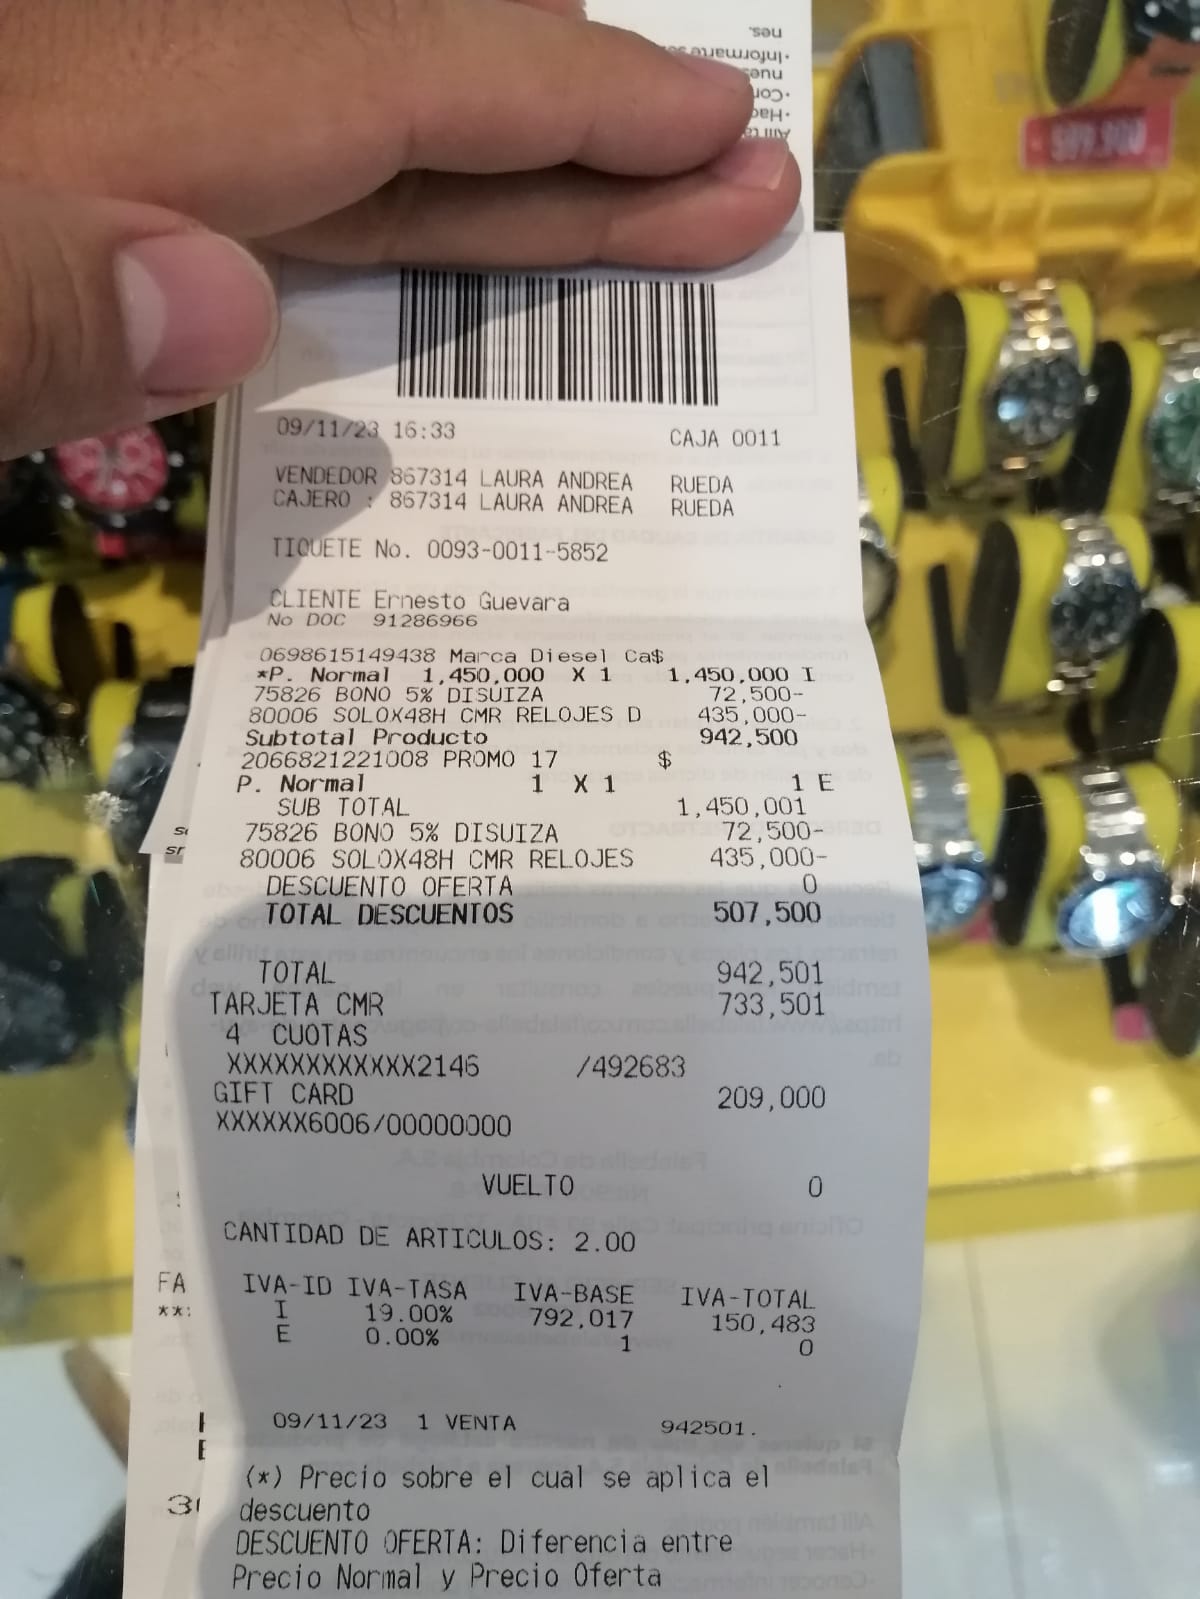 09/11/23 16:33 CAJA 0011
VENDEDOR 867314 LAURA ANDREA RUEDA
CAJERO : 867314 LAURA ANDREA RUEDA
TIQUETE No. 0093-0011-5852
CLIENTE Ernesto Guevara
No DOC 91286966
0698615149438 Marca Diesel Ca$
*P. Normal 1,450,000 X 1 1,450,000 I
75826 BONO 5% DISUIZA 72,500-
80006 SOLOX48H CMR RELOJES D 435,000-
Subtotal Producto 942,500
2066821221008 PROMO 17 $
P. Normal 1 X 1 1 E
SUB TOTAL 1,450,001
75826 BONO 5% DISUIZA 72,500-
80006 SOLOX48H CMR RELOJES 435,000-
DESCUENTO OFERTA 0
TOTAL DESCUENTOS 507,500
TOTAL 942,501
TARJETA CMR 733,501
4 CUOTAS
XXXXXXXXXXXX2146 /492683
GIFT CARD 209,000
XXXXXX6006/00000000
VUELTO 0
CANTIDAD DE ARTICULOS: 2.00
IVA-ID IVA-TASA IVA-BASE IVA-TOTAL
I 19.00% 792,017 150,483
E 0.00% 1 0
09/11/23 1 VENTA 942501.
(*) Precio sobre el cual se aplica el
descuento
DESCUENTO OFERTA: Diferencia entre
Precio Normal y Precio Oferta